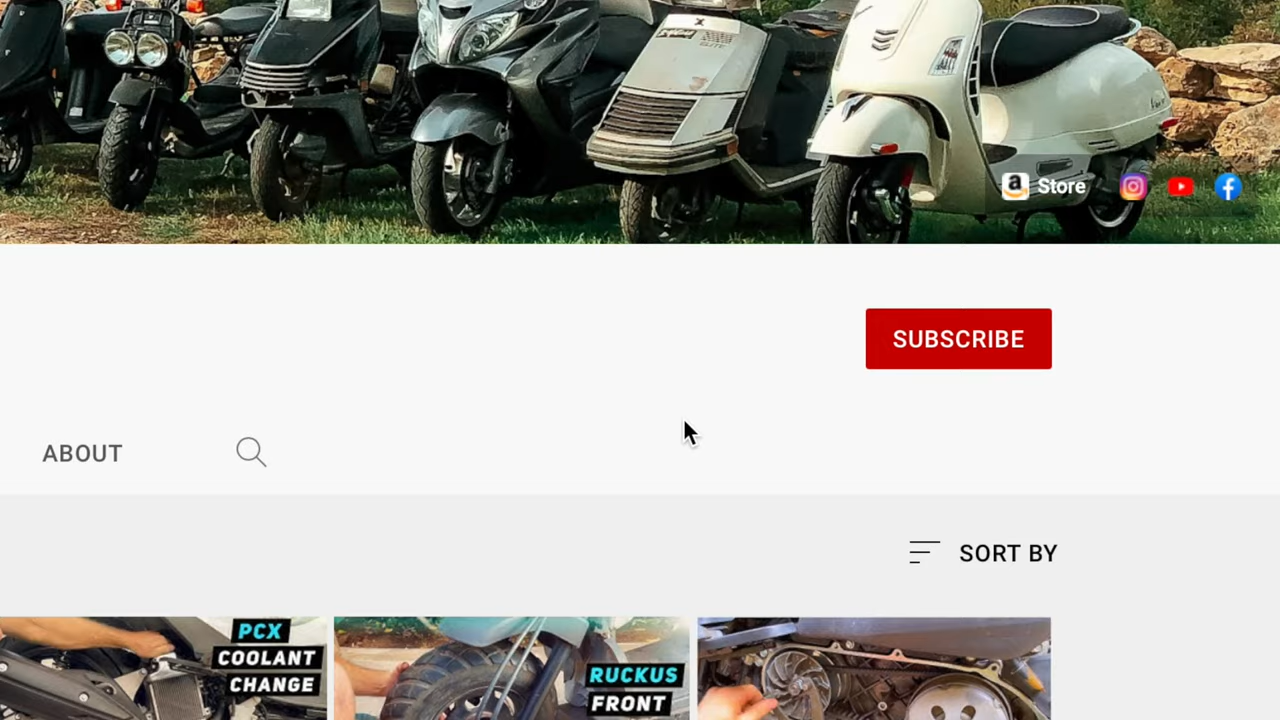 Store
SUBSCRIBE
ABOUT
SORT BY
PCX
COOLANT
CHANGE
RUCKUS
FRONT